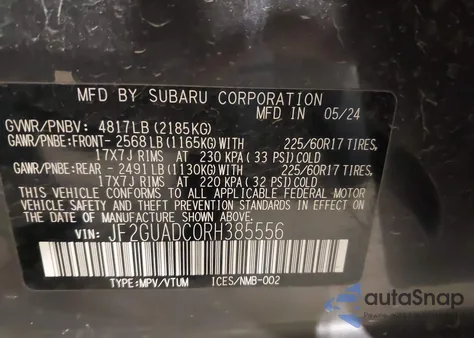 MFD BY SUBARU CORPORATION
MFD IN 05/24
GVWR/PNBV: 4817LB (2185KG)
GAWR/PNBE:FRONT-2568LB (1165KG)WITH 225/60R17 TIRES,
17X7J RIMS AT 230 KPA (33 PSI)COLD
GAWR/PNBE:REAR -2491LB (1130KG)WITH 225/60R17 TIRES,
17X7J RIMS AT 220 KPA (32 PSI)COLD
THIS VEHICLE CONFORMS TO ALL APPLICABLE FEDERAL MOTOR
VEHICLE SAFETY, BUMPER, AND THEFT PREVENTION STANDARDS
IN EFFECT ON THE DATE OF MANUFACTURE SHOWN ABOVE.
VIN: JF2GUADC0RH385556
TYPE:MPV/VTUM ICES/NMB-002
autoSnap